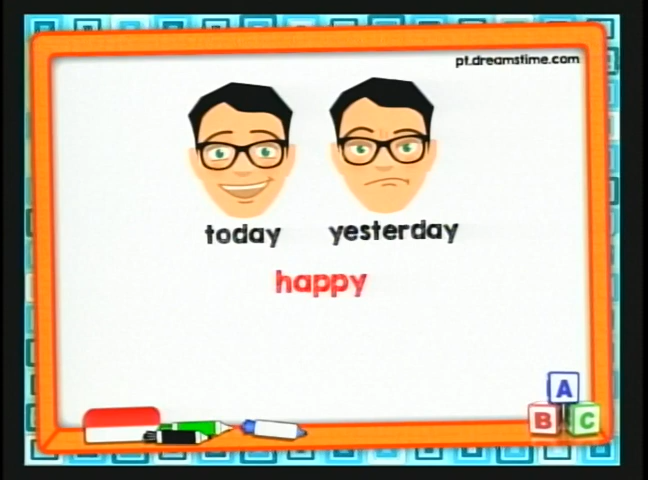 pt.dreamstime.com
today yesterday
happy
A
B C